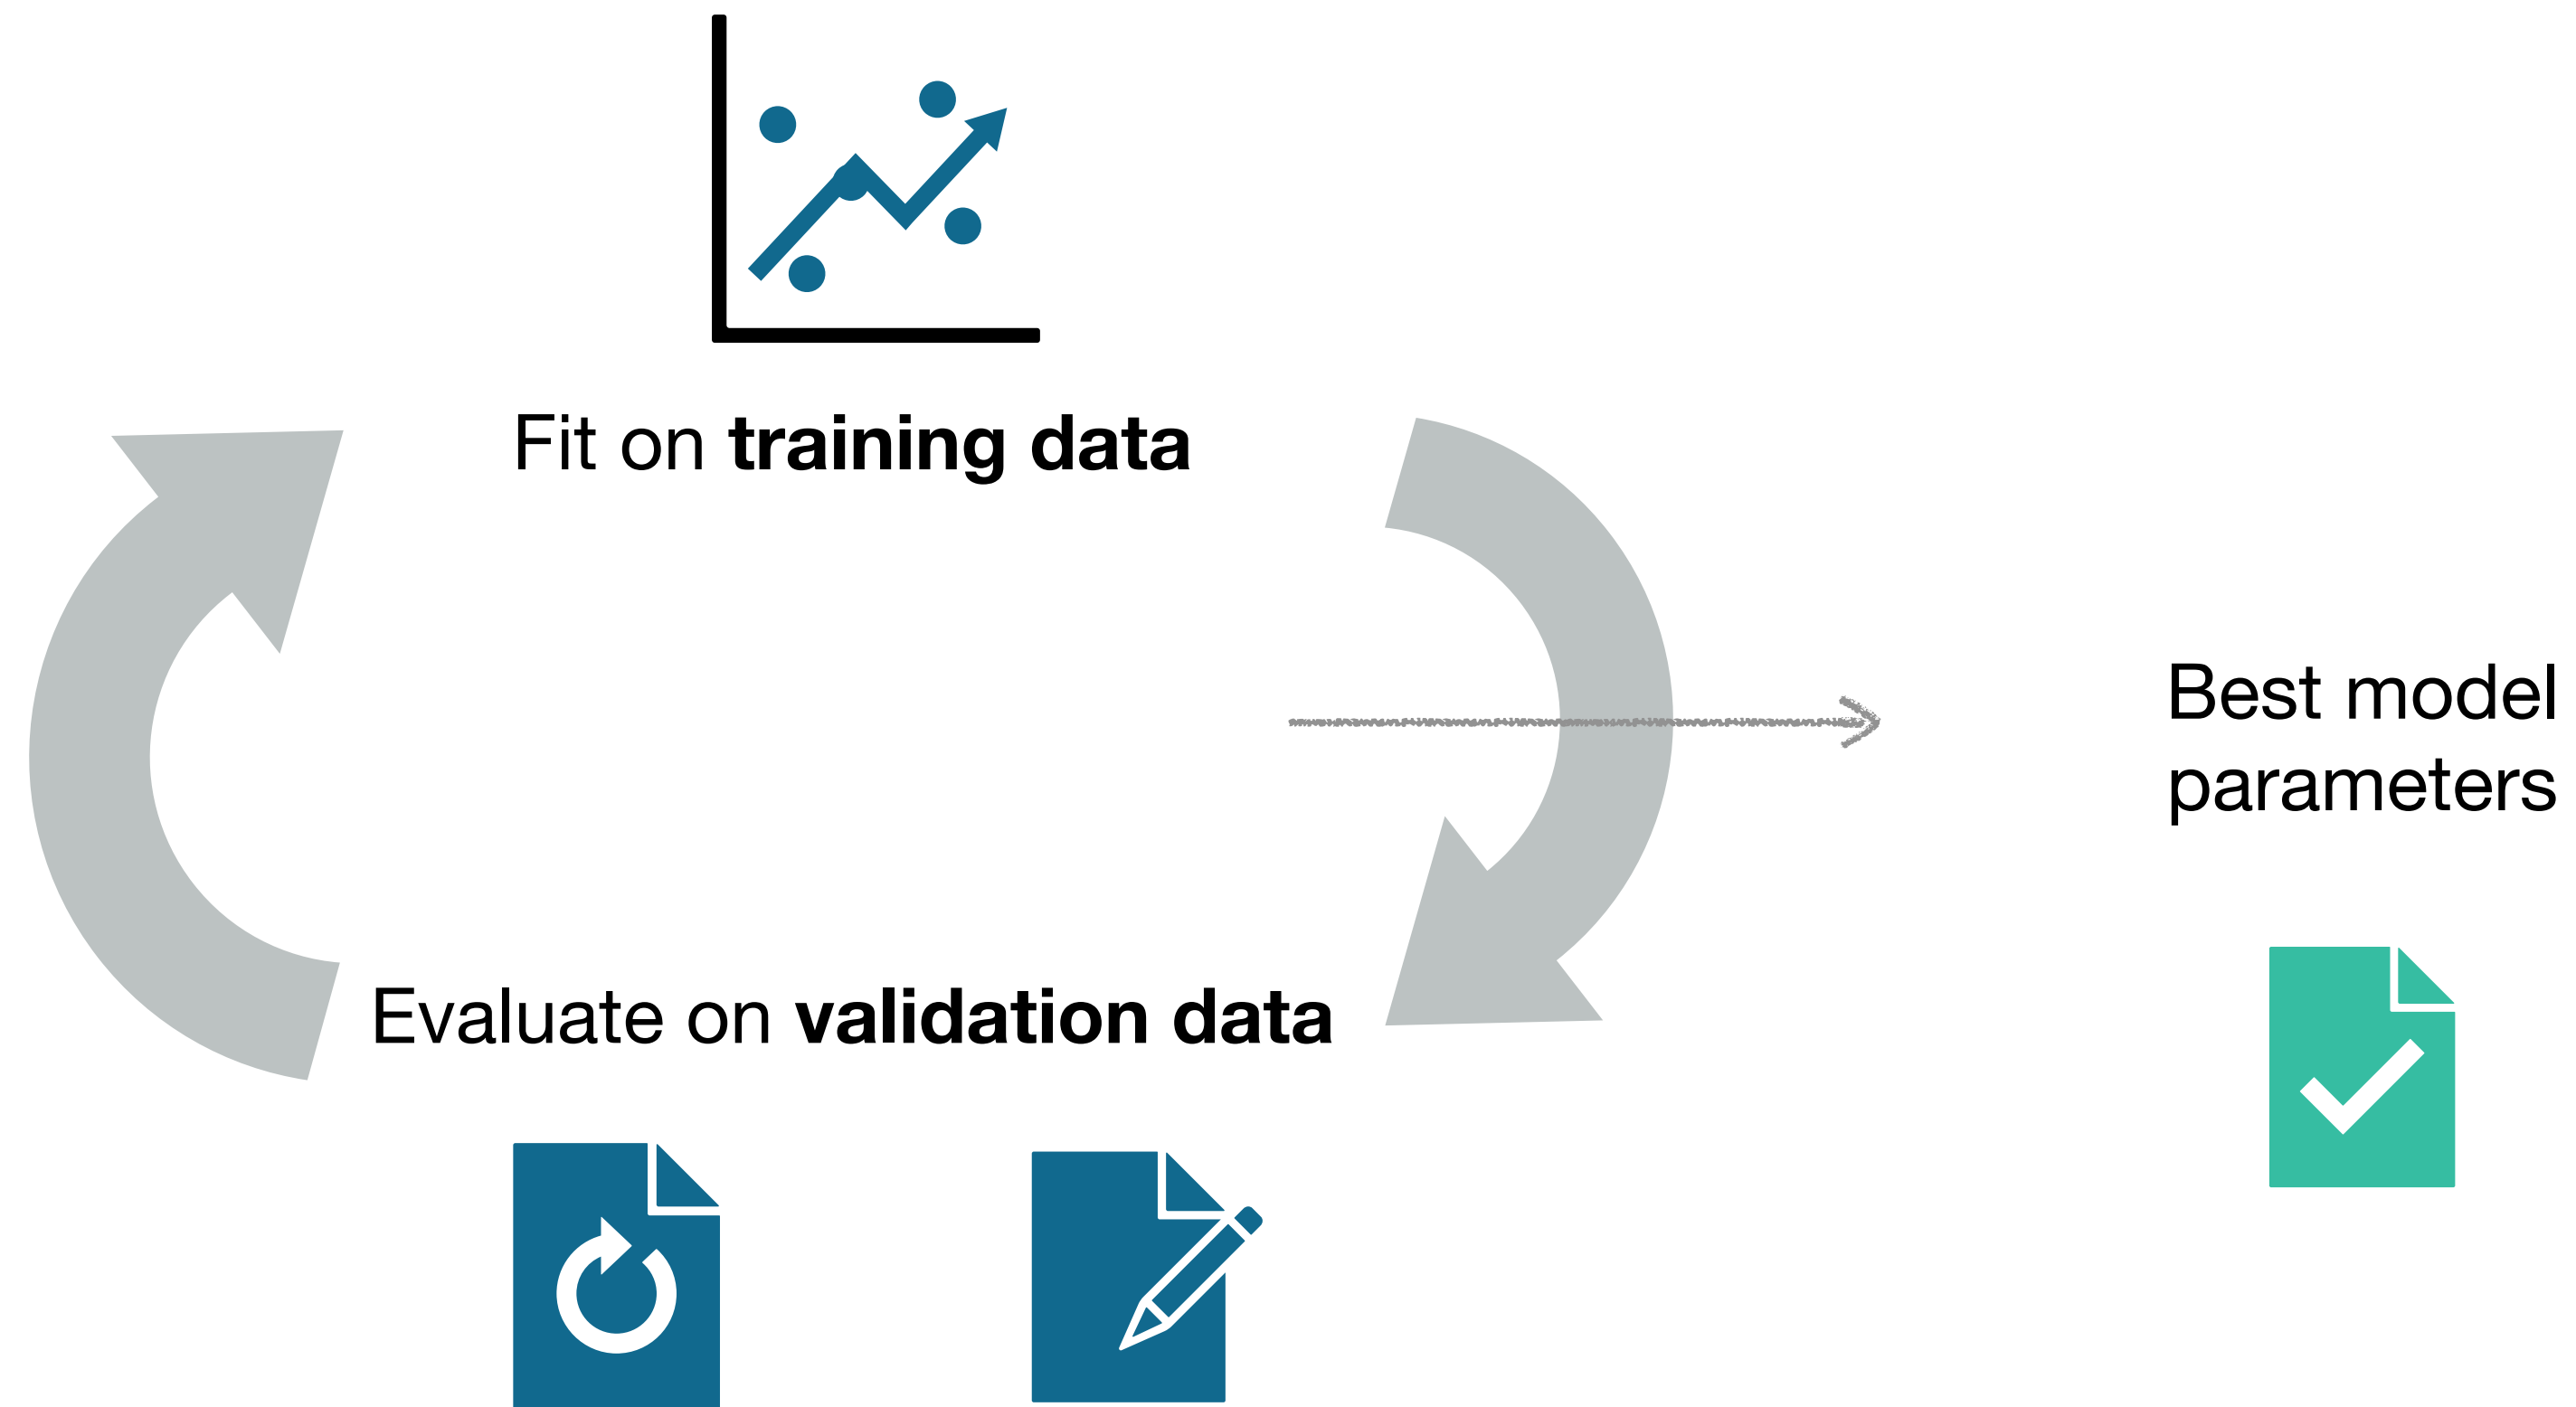 Fit on training data
Best model
parameters
Evaluate on validation data